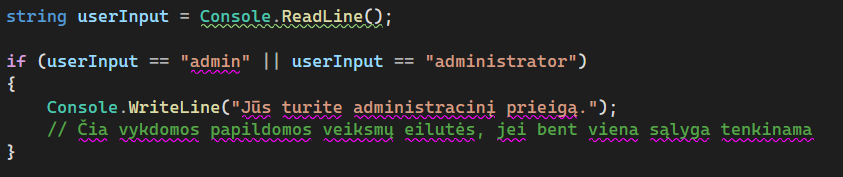 string userInput = Console.ReadLine();
if (userInput == "admin" || userInput == "administrator")
{
Console.WriteLine("Jūs turite administracinį prieigą.");
// Čia vykdomos papildomos veiksmų eilutės, jei bent viena sąlyga tenkinama
}